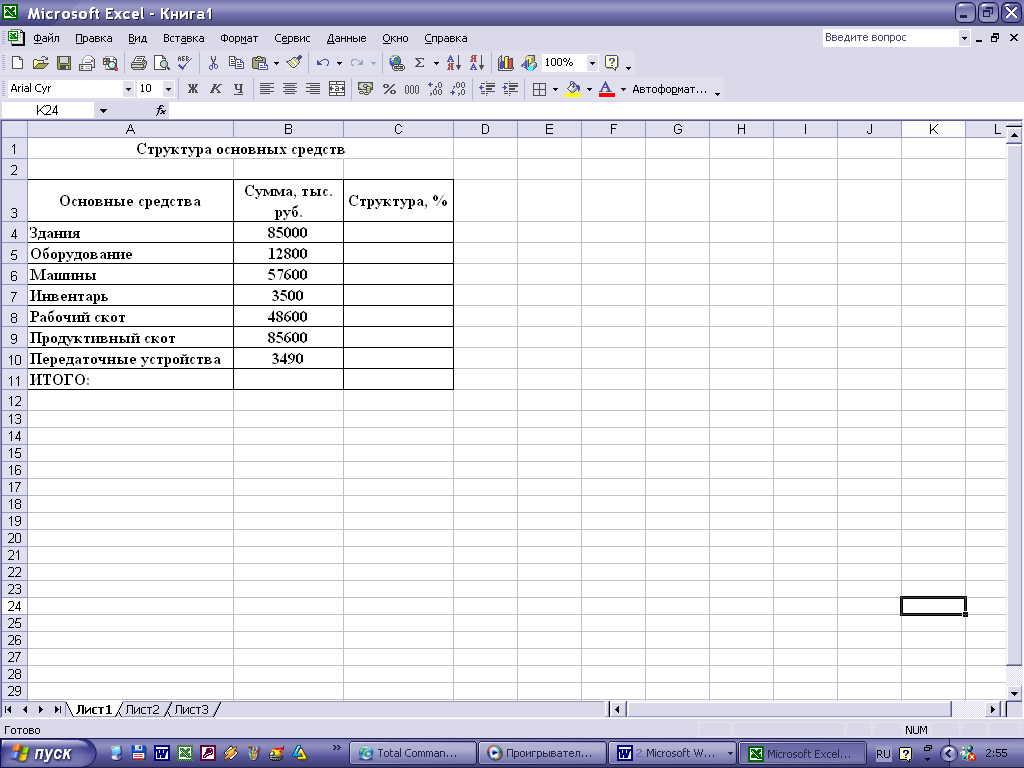 Microsoft Excel - Книга1
Файл Правка Вид Вставка Формат Сервис Данные Окно Справка Введите вопрос
100%
Arial Cyr 10 Ж К Ч % 000 Автоформат...
K24 fx
A B C D E F G H I J K L
1 Структура основных средств
2
3 Основные средства Сумма, тыс. руб. Структура, %
4 Здания 85000
5 Оборудование 12800
6 Машины 57600
7 Инвентарь 3500
8 Рабочий скот 48600
9 Продуктивный скот 85600
10 Передаточные устройства 3490
11 ИТОГО:
12
13
14
15
16
17
18
19
20
21
22
23
24
25
26
27
28
29
Лист1 Лист2 Лист3
Готово NUM
пуск Total Comman... Проигрывател... 2 Microsoft W... Microsoft Excel... RU 2:55